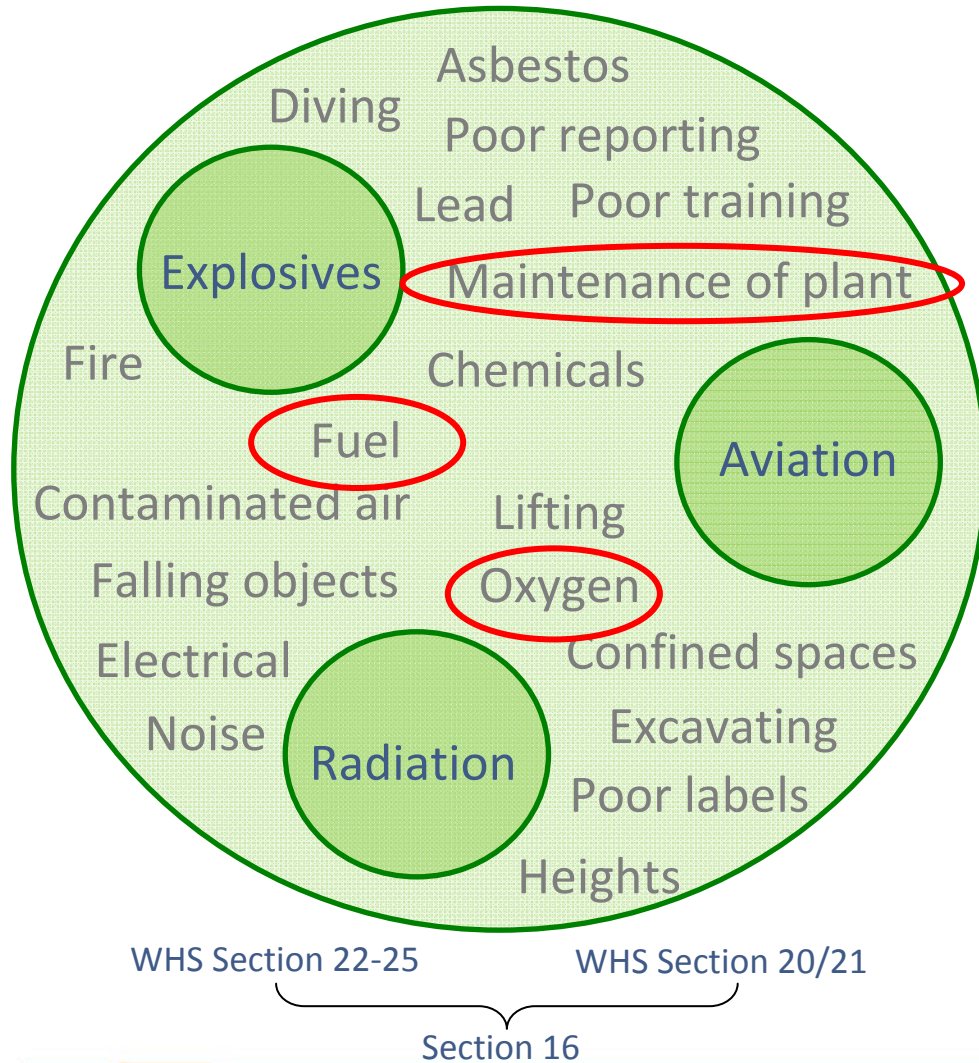 Asbestos
Diving
Poor reporting
Lead
Poor training
Explosives
Maintenance of plant
Fire
Chemicals
Fuel
Aviation
Contaminated air
Lifting
Falling objects
Oxygen
Electrical
Confined spaces
Noise
Excavating
Radiation
Poor labels
Heights
WHS Section 22-25
WHS Section 20/21
Section 16